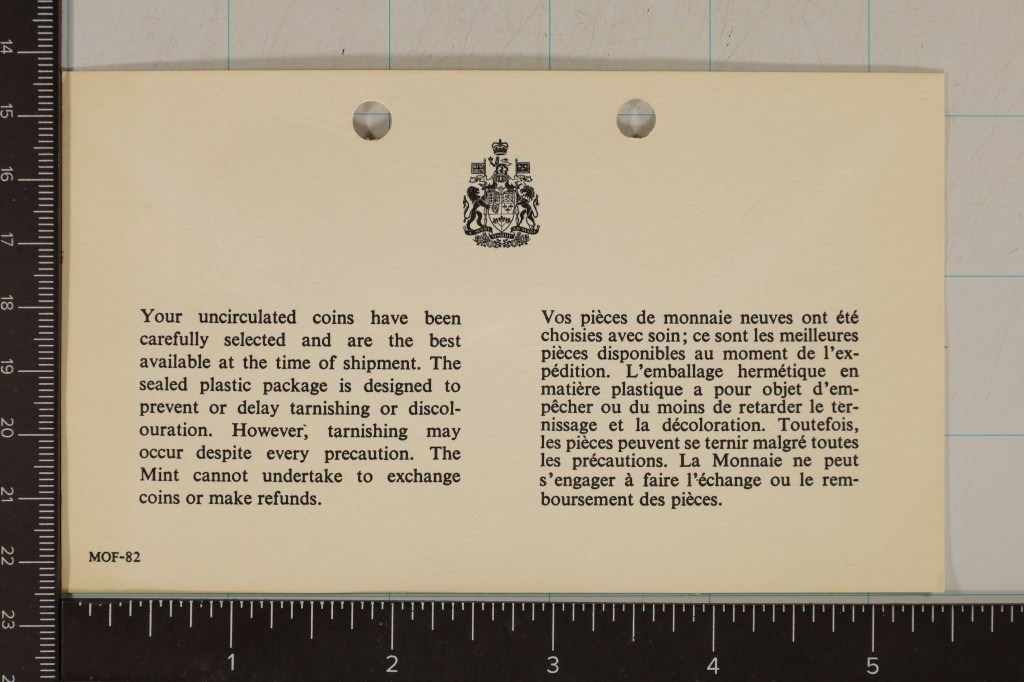 Your uncirculated coins have been
carefully selected and are the best
available at the time of shipment. The
sealed plastic package is designed to
prevent or delay tarnishing or discol-
ouration. However, tarnishing may
occur despite every precaution. The
Mint cannot undertake to exchange
coins or make refunds.
Vos pièces de monnaie neuves ont été
choisies avec soin; ce sont les meilleures
pièces disponibles au moment de l'ex-
pédition. L'emballage hermétique en
matière plastique a pour objet d'em-
pêcher ou du moins de retarder le ter-
nissage et la décoloration. Toutefois,
les pièces peuvent se ternir malgré toutes
les précautions. La Monnaie ne peut
s'engager à faire l'échange ou le rem-
boursement des pièces.
MOF-82
14
15
16
17
18
19
20
21
22
23
1 2 3 4 5